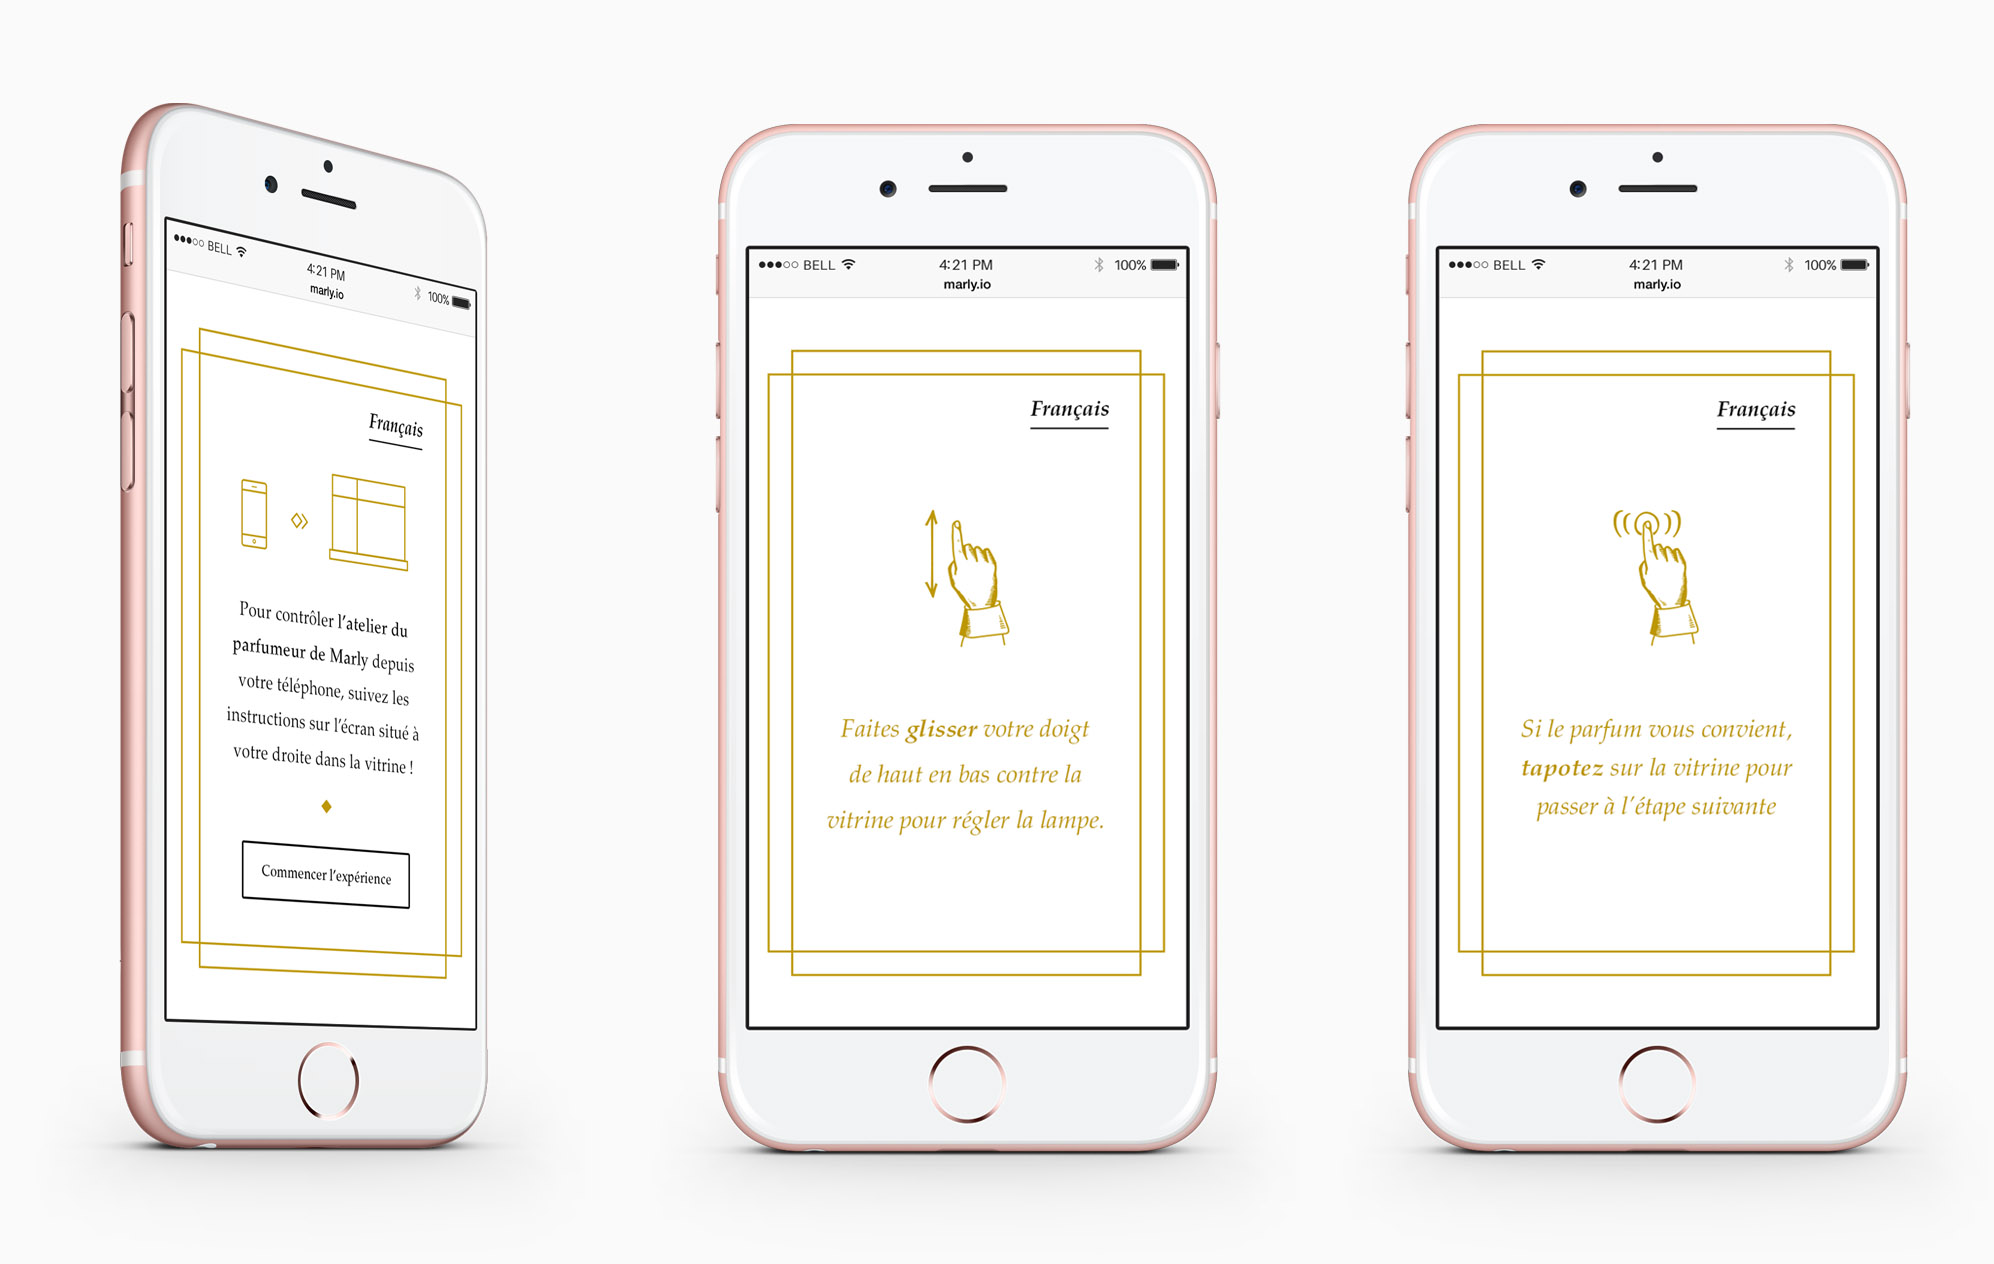 BELL
4:21 PM
100%
marly.io
Français
Pour contrôler l'atelier du
parfumeur de Marly depuis
votre téléphone, suivez les
instructions sur l'écran situé à
votre droite dans la vitrine !
Commencer l'expérience
BELL
4:21 PM
100%
marly.io
Français
Faites glisser votre doigt
de haut en bas contre la
vitrine pour régler la lampe.
BELL
4:21 PM
100%
marly.io
Français
Si le parfum vous convient,
tapotez sur la vitrine pour
passer à l'étape suivante